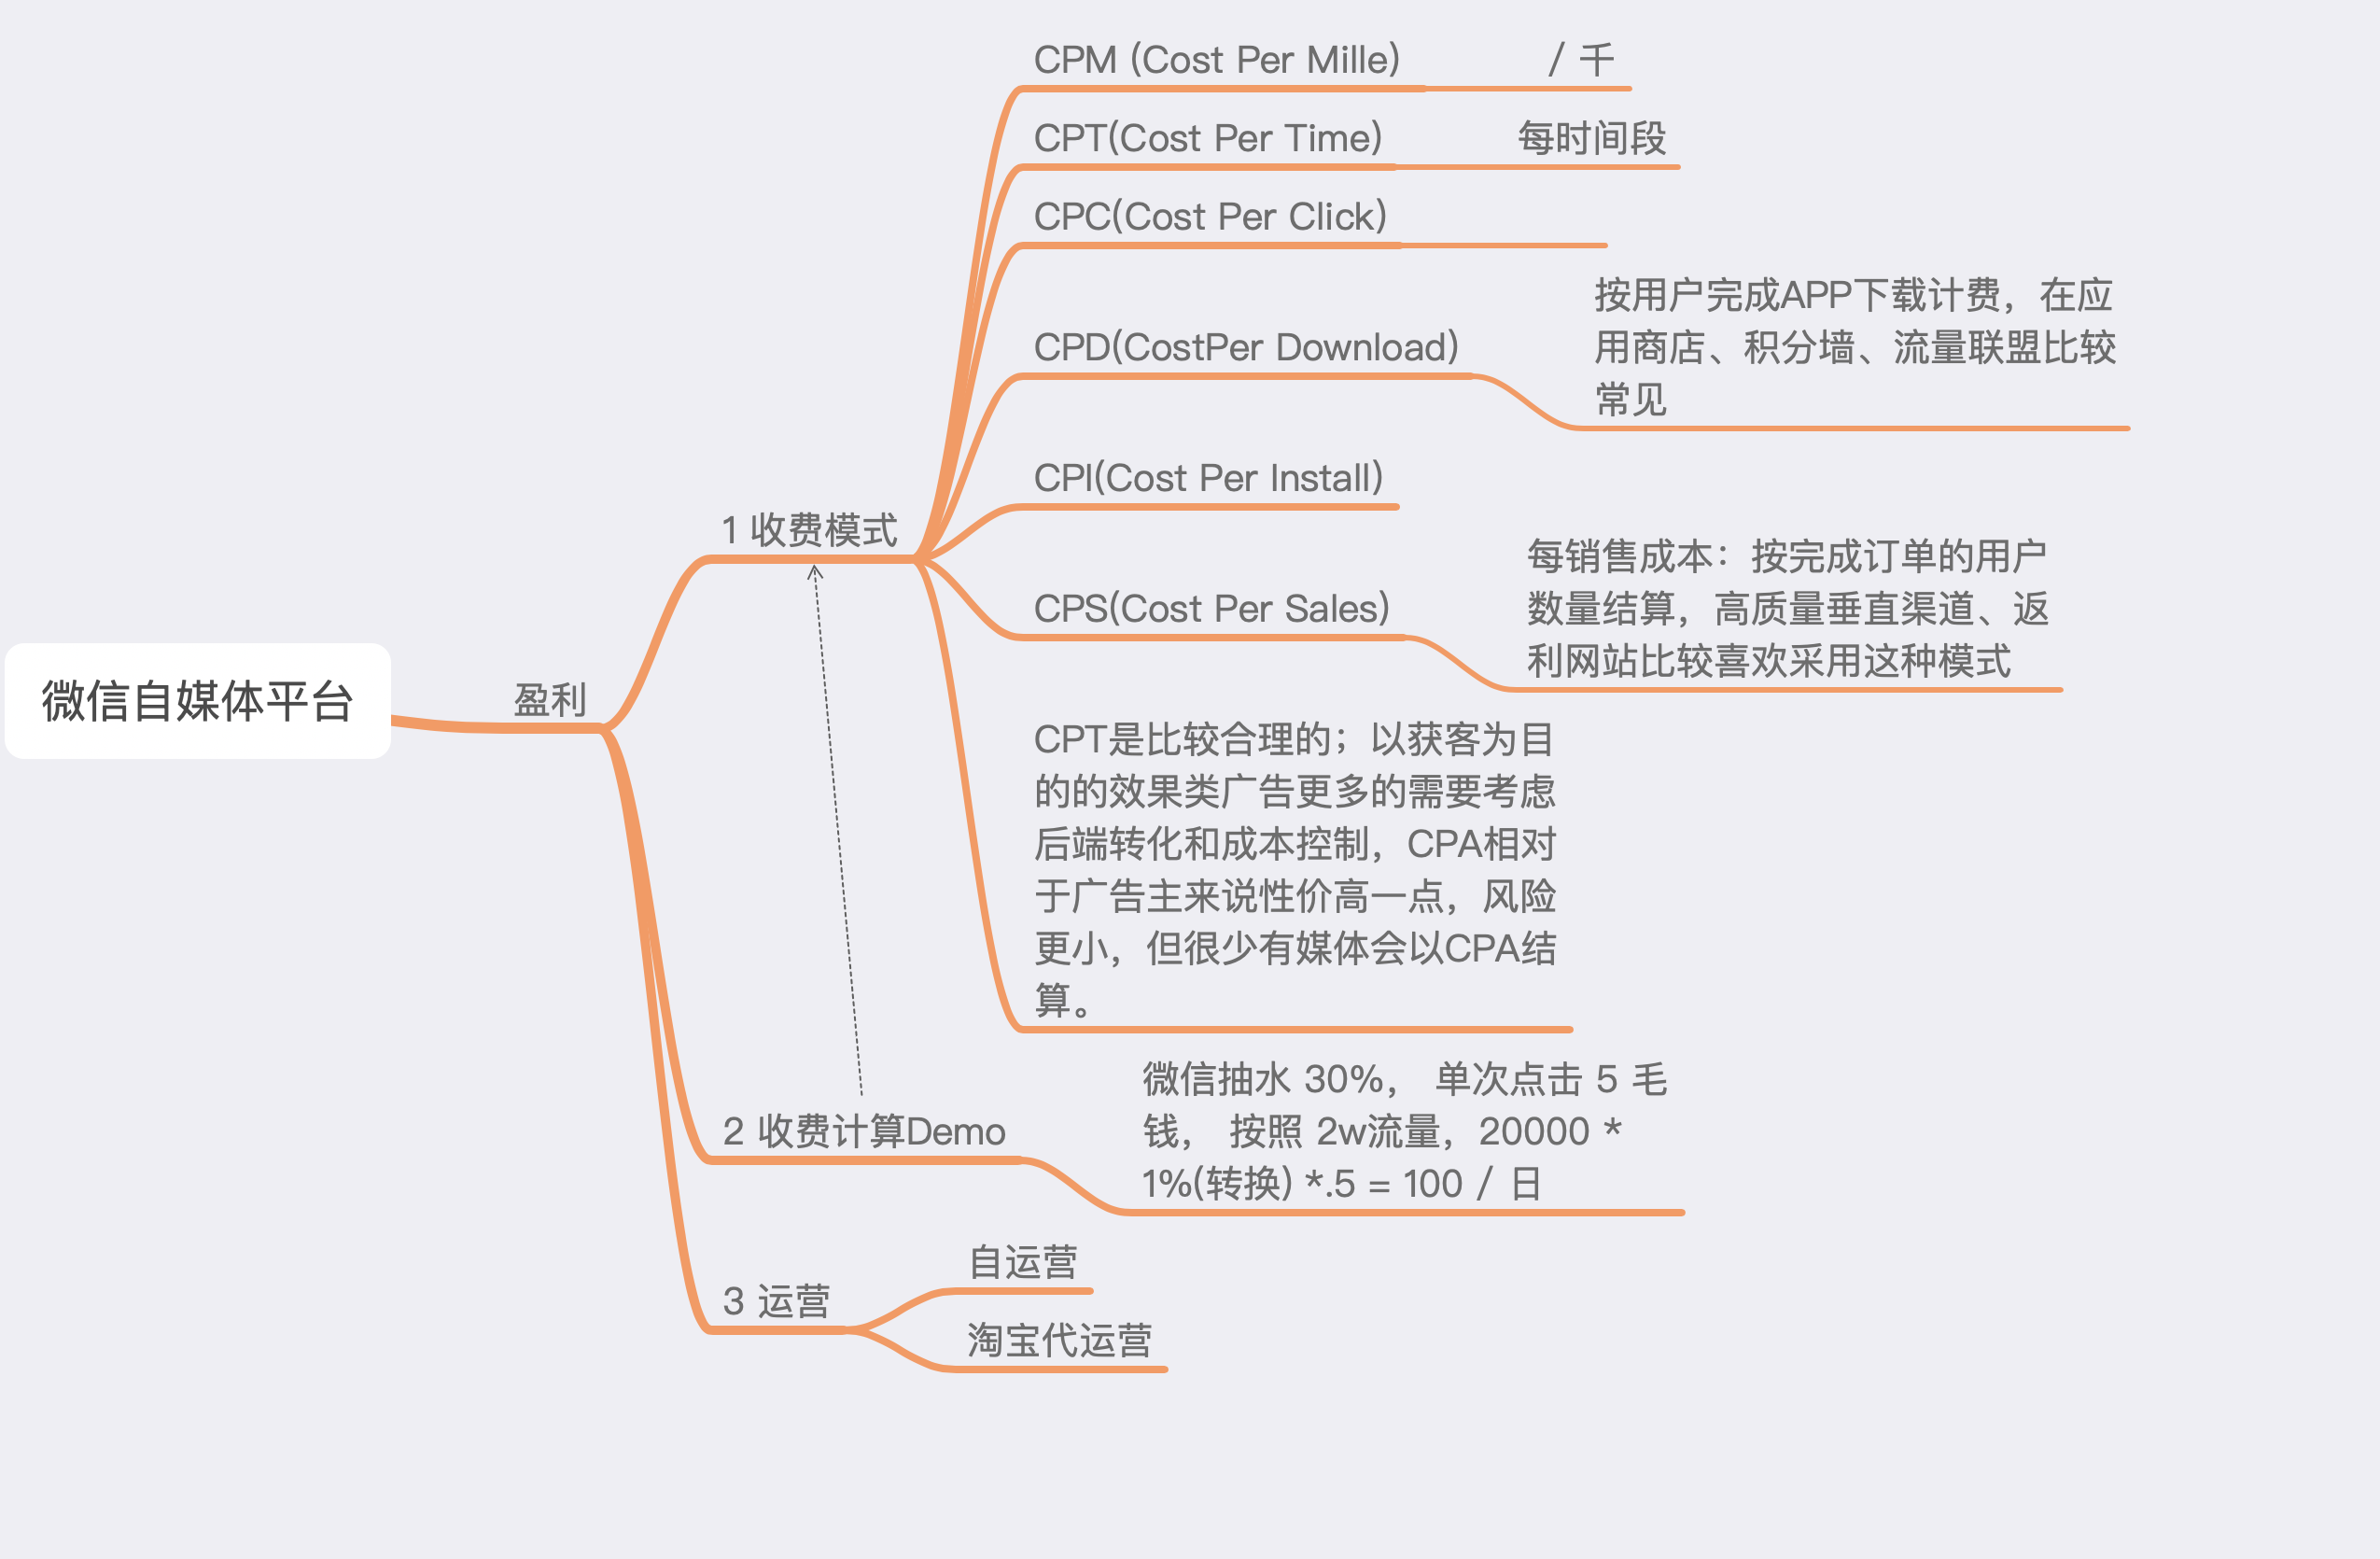 微信自媒体平台
盈利
1 收费模式
CPM (Cost Per Mille)
/ 千
CPT(Cost Per Time)
每时间段
CPC(Cost Per Click)
CPD(CostPer Download)
按用户完成APP下载计费，在应
用商店、积分墙、流量联盟比较
常见
CPI(Cost Per Install)
CPS(Cost Per Sales)
每销售成本：按完成订单的用户
数量结算，高质量垂直渠道、返
利网站比较喜欢采用这种模式
CPT是比较合理的；以获客为目
的的效果类广告更多的需要考虑
后端转化和成本控制，CPA相对
于广告主来说性价高一点，风险
更小，但很少有媒体会以CPA结
算。
2 收费计算Demo
微信抽水 30%， 单次点击 5 毛
钱， 按照 2w流量，20000 *
1%(转换) *.5 = 100 / 日
3 运营
自运营
淘宝代运营